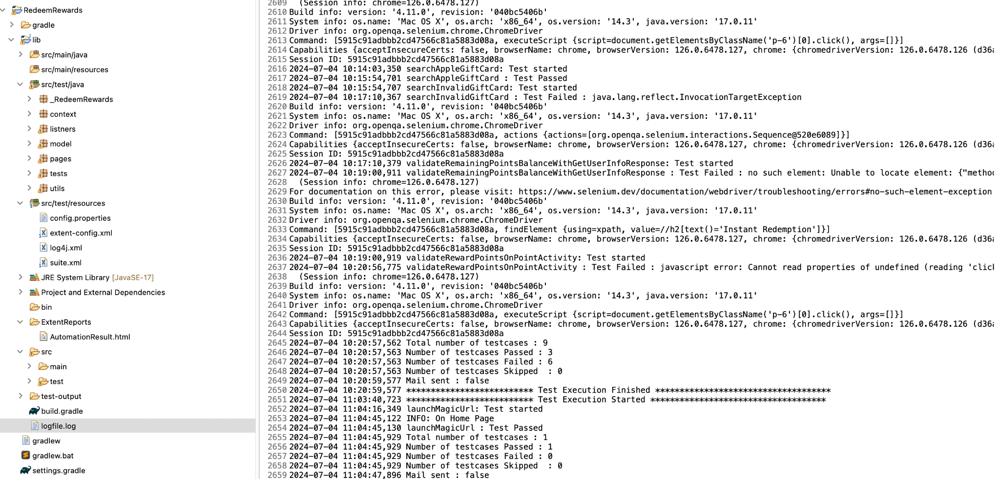 RedeemRewards
gradle
lib
src/main/java
src/main/resources
src/test/java
_RedeemRewards
context
listners
model
pages
tests
utils
src/test/resources
config.properties
extent-config.xml
log4j.xml
suite.xml
JRE System Library [JavaSE-17]
Project and External Dependencies
bin
ExtentReports
AutomationResult.html
src
main
test
test-output
build.gradle
logfile.log
gradlew
gradlew.bat
settings.gradle
2609 (Session info: chrome=126.0.6478.127)
2610 Build info: version: '4.11.0', revision: '040bc5406b'
2611 System info: os.name: 'Mac OS X', os.arch: 'x86_64', os.version: '14.3', java.version: '17.0.11'
2612 Driver info: org.openqa.selenium.chrome.ChromeDriver
2613 Command: [5915c91adbbb2cd47566c81a5883d08a, executeScript {script=document.getElementsByClassName('p-6')[0].click(), args=[]}]
2614 Capabilities {acceptInsecureCerts: false, browserName: chrome, browserVersion: 126.0.6478.127, chrome: {chromedriverVersion: 126.0.6478.126 (d36a
2615 Session ID: 5915c91adbbb2cd47566c81a5883d08a
2616 2024-07-04 10:14:03,350 searchAppleGiftCard: Test started
2617 2024-07-04 10:15:54,701 searchAppleGiftCard : Test Passed
2618 2024-07-04 10:15:54,707 searchInvalidGiftCard: Test started
2619 2024-07-04 10:17:10,367 searchInvalidGiftCard : Test Failed : java.lang.reflect.InvocationTargetException
2620 Build info: version: '4.11.0', revision: '040bc5406b'
2621 System info: os.name: 'Mac OS X', os.arch: 'x86_64', os.version: '14.3', java.version: '17.0.11'
2622 Driver info: org.openqa.selenium.chrome.ChromeDriver
2623 Command: [5915c91adbbb2cd47566c81a5883d08a, actions {actions=[org.openqa.selenium.interactions.Sequence@520e6089]}]
2624 Capabilities {acceptInsecureCerts: false, browserName: chrome, browserVersion: 126.0.6478.127, chrome: {chromedriverVersion: 126.0.6478.126 (d36a
2625 Session ID: 5915c91adbbb2cd47566c81a5883d08a
2626 2024-07-04 10:17:10,379 validateRemainingPointsBalanceWithGetUserInfoResponse: Test started
2627 2024-07-04 10:19:00,911 validateRemainingPointsBalanceWithGetUserInfoResponse : Test Failed : no such element: Unable to locate element: {"method
2628 (Session info: chrome=126.0.6478.127)
2629 For documentation on this error, please visit: https://www.selenium.dev/documentation/webdriver/troubleshooting/errors#no-such-element-exception
2630 Build info: version: '4.11.0', revision: '040bc5406b'
2631 System info: os.name: 'Mac OS X', os.arch: 'x86_64', os.version: '14.3', java.version: '17.0.11'
2632 Driver info: org.openqa.selenium.chrome.ChromeDriver
2633 Command: [5915c91adbbb2cd47566c81a5883d08a, findElement {using=xpath, value=//h2[text()='Instant Redemption']}]
2634 Capabilities {acceptInsecureCerts: false, browserName: chrome, browserVersion: 126.0.6478.127, chrome: {chromedriverVersion: 126.0.6478.126 (d36a
2635 Session ID: 5915c91adbbb2cd47566c81a5883d08a
2636 2024-07-04 10:19:00,919 validateRewardPointsOnPointActivity: Test started
2637 2024-07-04 10:20:56,775 validateRewardPointsOnPointActivity : Test Failed : javascript error: Cannot read properties of undefined (reading 'click
2638 (Session info: chrome=126.0.6478.127)
2639 Build info: version: '4.11.0', revision: '040bc5406b'
2640 System info: os.name: 'Mac OS X', os.arch: 'x86_64', os.version: '14.3', java.version: '17.0.11'
2641 Driver info: org.openqa.selenium.chrome.ChromeDriver
2642 Command: [5915c91adbbb2cd47566c81a5883d08a, executeScript {script=document.getElementsByClassName('p-6')[0].click(), args=[]}]
2643 Capabilities {acceptInsecureCerts: false, browserName: chrome, browserVersion: 126.0.6478.127, chrome: {chromedriverVersion: 126.0.6478.126 (d36a
2644 Session ID: 5915c91adbbb2cd47566c81a5883d08a
2645 2024-07-04 10:20:57,562 Total number of testcases : 9
2646 2024-07-04 10:20:57,563 Number of testcases Passed : 3
2647 2024-07-04 10:20:57,563 Number of testcases Failed : 6
2648 2024-07-04 10:20:57,563 Number of testcases Skipped  : 0
2649 2024-07-04 10:20:59,577 Mail sent : false
2650 2024-07-04 10:20:59,577 ************************** Test Execution Finished ************************************
2651 2024-07-04 11:03:40,723 ************************** Test Execution Started ************************************
2652 2024-07-04 11:04:16,349 launchMagicUrl: Test started
2653 2024-07-04 11:04:45,122 INFO: On Home Page
2654 2024-07-04 11:04:45,130 launchMagicUrl : Test Passed
2655 2024-07-04 11:04:45,929 Total number of testcases : 1
2656 2024-07-04 11:04:45,929 Number of testcases Passed : 1
2657 2024-07-04 11:04:45,929 Number of testcases Failed : 0
2658 2024-07-04 11:04:45,929 Number of testcases Skipped  : 0
2659 2024-07-04 11:04:47,896 Mail sent : false